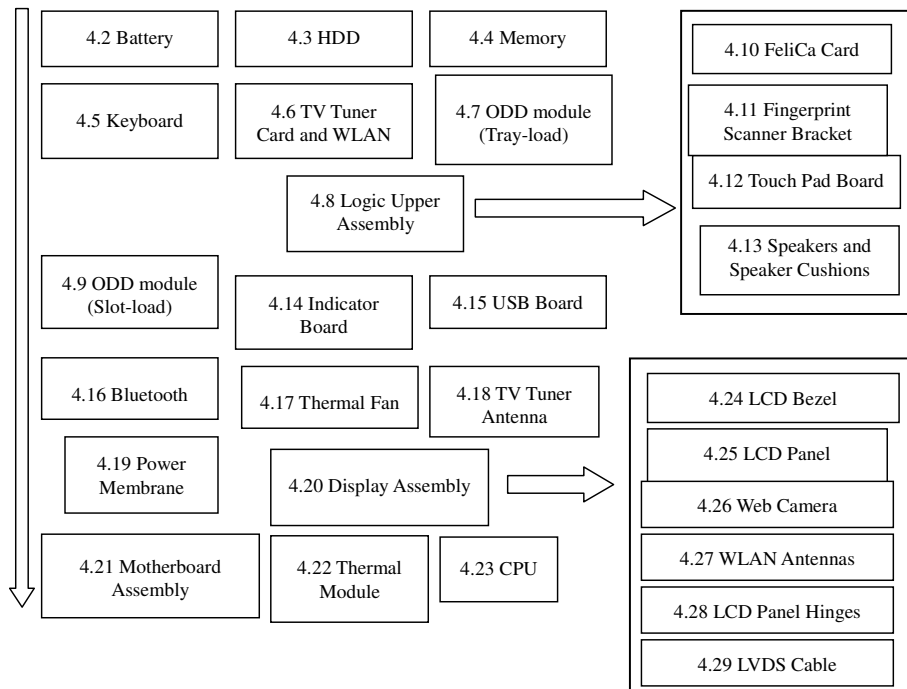 4.2 Battery
4.3 HDD
4.4 Memory
4.5 Keyboard
4.6 TV Tuner
Card and WLAN
4.7 ODD module
(Tray-load)
4.8 Logic Upper
Assembly
4.10 FeliCa Card
4.11 Fingerprint
Scanner Bracket
4.12 Touch Pad Board
4.13 Speakers and
Speaker Cushions
4.9 ODD module
(Slot-load)
4.14 Indicator
Board
4.15 USB Board
4.16 Bluetooth
4.17 Thermal Fan
4.18 TV Tuner
Antenna
4.19 Power
Membrane
4.20 Display Assembly
4.21 Motherboard
Assembly
4.22 Thermal
Module
4.23 CPU
4.24 LCD Bezel
4.25 LCD Panel
4.26 Web Camera
4.27 WLAN Antennas
4.28 LCD Panel Hinges
4.29 LVDS Cable